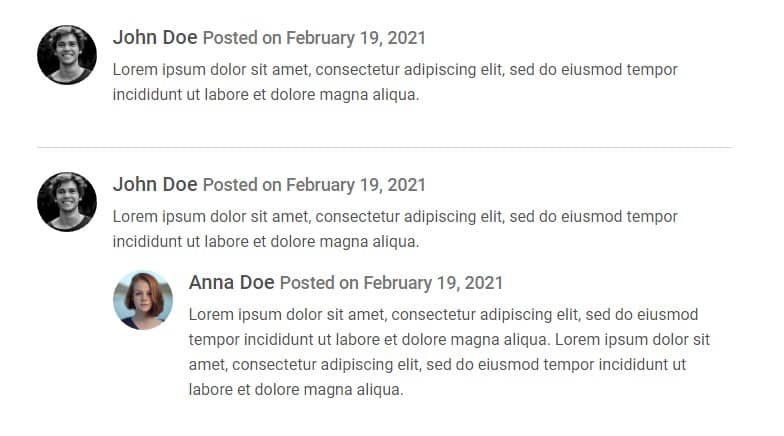 John Doe Posted on February 19, 2021
Lorem ipsum dolor sit amet, consectetur adipiscing elit, sed do eiusmod tempor
incididunt ut labore et dolore magna aliqua.
John Doe Posted on February 19, 2021
Lorem ipsum dolor sit amet, consectetur adipiscing elit, sed do eiusmod tempor
incididunt ut labore et dolore magna aliqua.
Anna Doe Posted on February 19, 2021
Lorem ipsum dolor sit amet, consectetur adipiscing elit, sed do eiusmod
tempor incididunt ut labore et dolore magna aliqua. Lorem ipsum dolor sit
amet, consectetur adipiscing elit, sed do eiusmod tempor incididunt ut
labore et dolore magna aliqua.